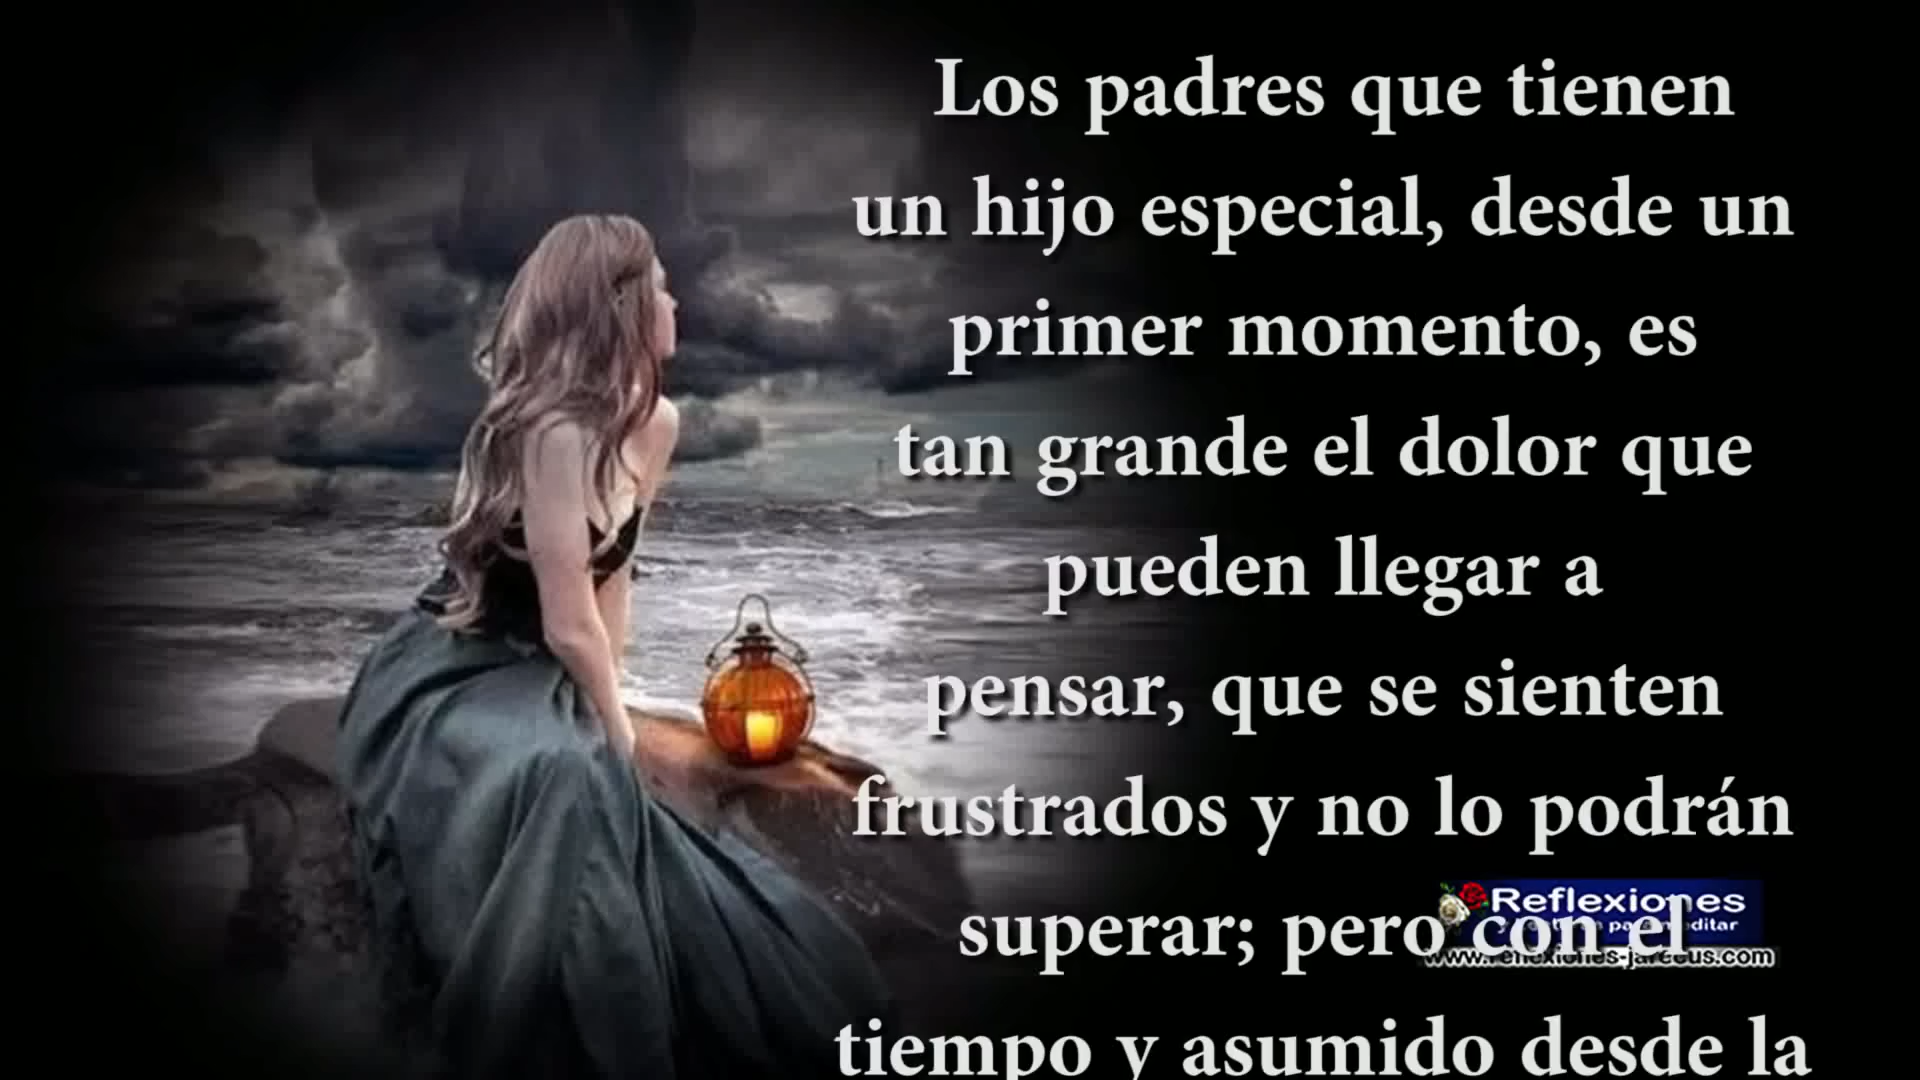 Los padres que tienen
un hijo especial, desde un
primer momento, es
tan grande el dolor que
pueden llegar a
pensar, que se sienten
frustrados y no lo podrán
superar; pero con el
tiempo y asumido desde la
Reflexiones